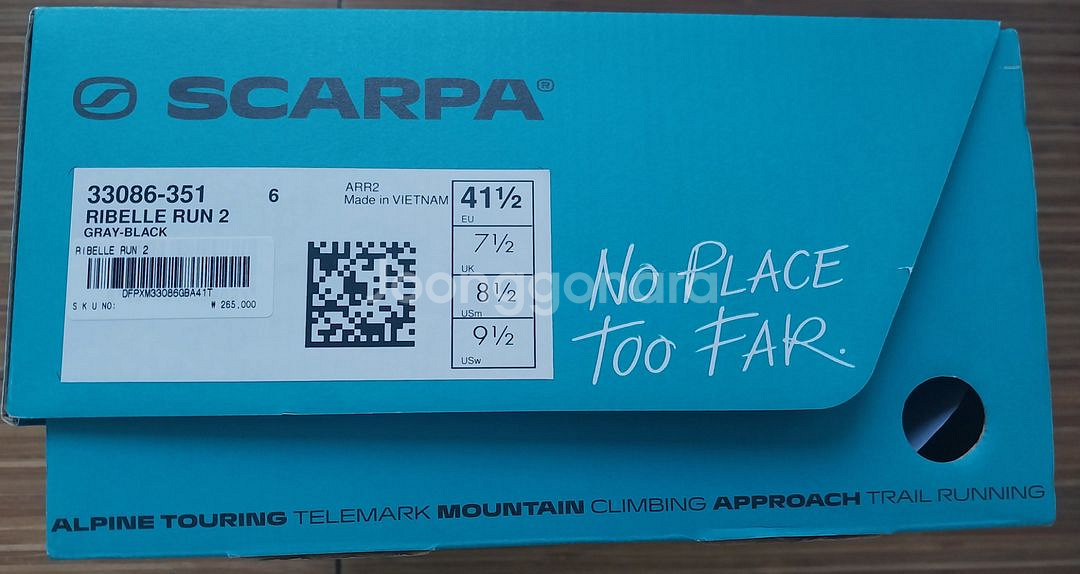 SCARPA®
33086-351 6
RIBELLE RUN 2
GRAY-BLACK
RIBELLE RUN 2
DFPXM33086GBA41T
SKU NO: ₩ 265,000
ARR2
Made in VIETNAM
41½
EU
7½
UK
8½
USm
9½
USw
NO PLACE
TOO FAR.
Joonggonara
ALPINE TOURING TELEMARK MOUNTAIN CLIMBING APPROACH TRAIL RUNNING